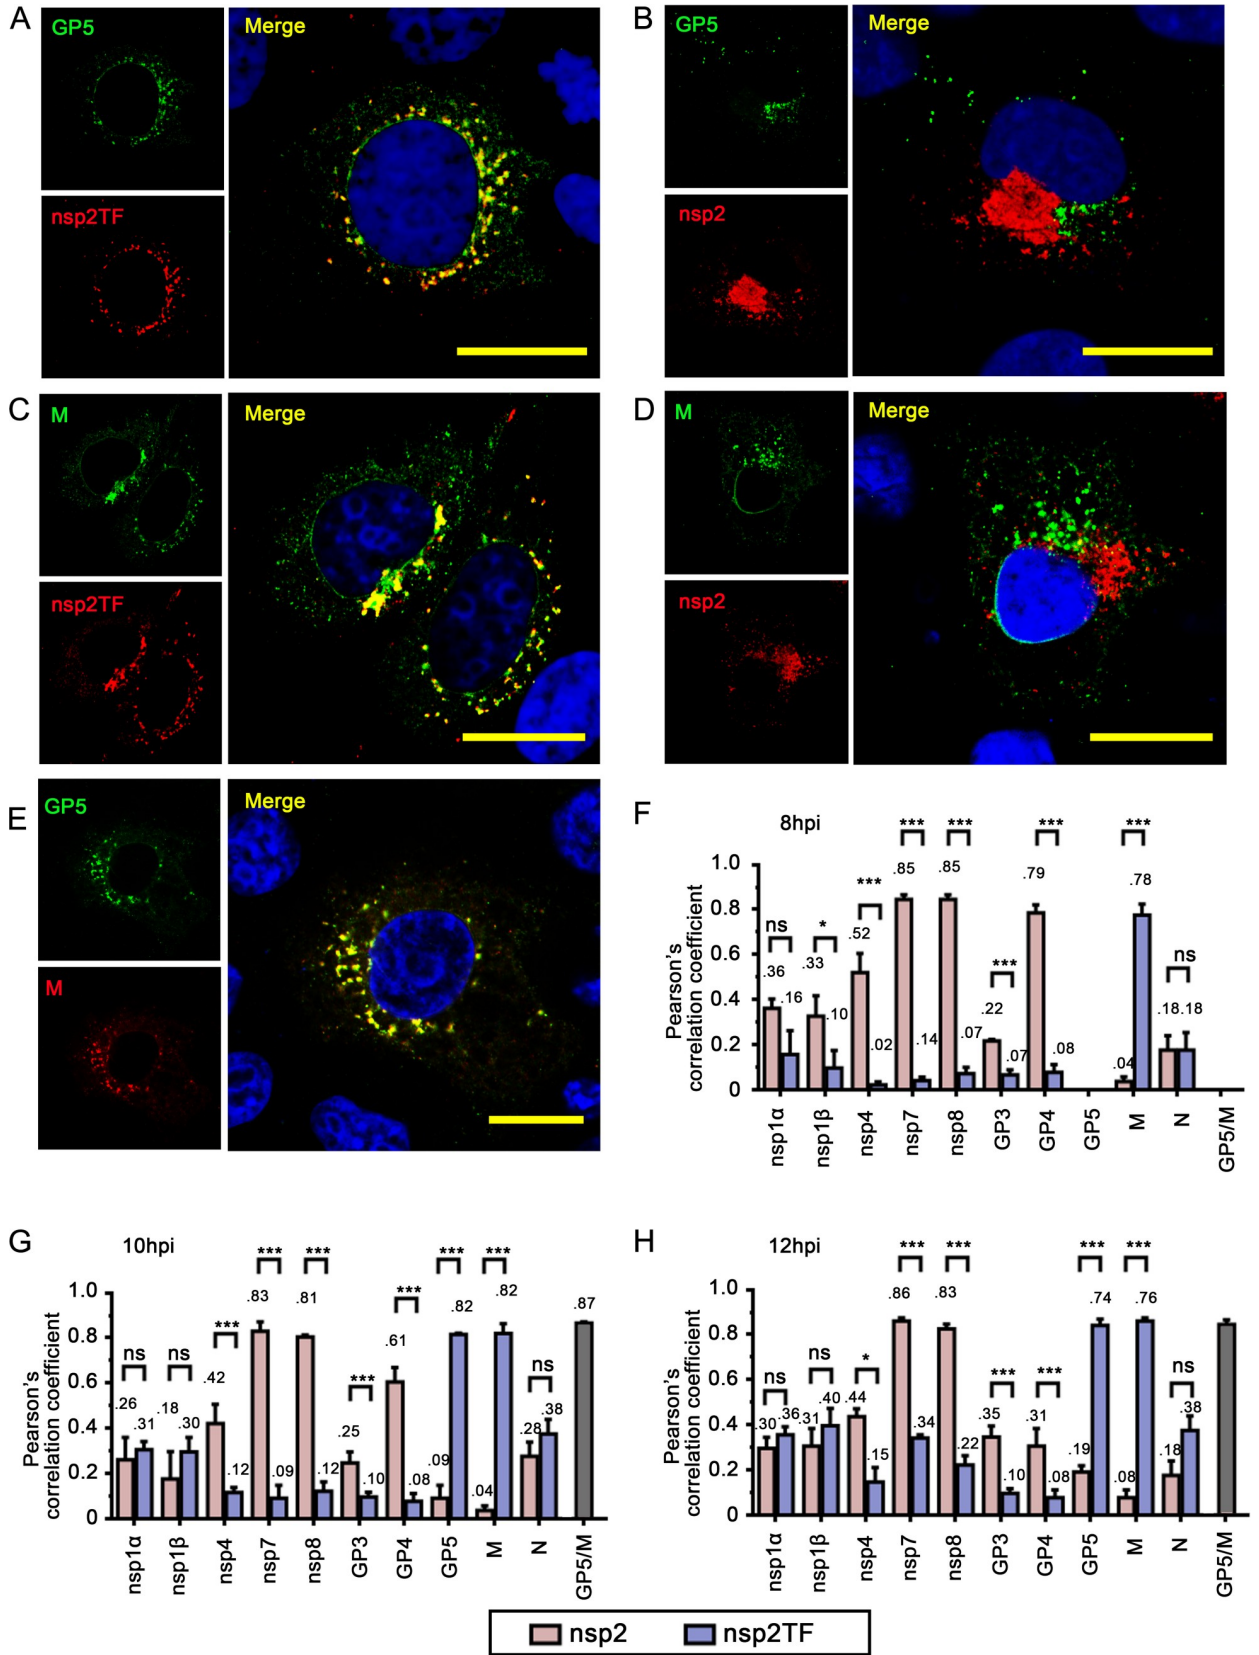 A
GP5
Merge
nsp2TF
B
GP5
Merge
nsp2
C
M
Merge
nsp2TF
D
M
Merge
nsp2
E
GP5
Merge
M
F
8hpi
Pearson's
correlation coefficient
1.0
0.8
0.6
0.4
0.2
0
ns
*
***
***
***
***
***
***
ns
.36
.16
.33
.10
.52
.02
.85
.14
.85
.07
.22
.07
.79
.08
.04
.78
.18
.18
nsp1α
nsp1β
nsp4
nsp7
nsp8
GP3
GP4
GP5
M
N
GP5/M
G
10hpi
Pearson's
correlation coefficient
1.0
0.8
0.6
0.4
0.2
0
ns
ns
***
***
***
***
***
***
***
ns
.26
.31
.18
.30
.42
.12
.83
.09
.81
.12
.25
.10
.61
.08
.09
.82
.04
.82
.28
.38
.87
nsp1α
nsp1β
nsp4
nsp7
nsp8
GP3
GP4
GP5
M
N
GP5/M
H
12hpi
Pearson's
correlation coefficient
1.0
0.8
0.6
0.4
0.2
0
ns
ns
*
***
***
***
***
***
***
ns
.30
.36
.31
.40
.44
.15
.86
.34
.83
.22
.35
.10
.31
.08
.19
.74
.08
.76
.18
.38
nsp1α
nsp1β
nsp4
nsp7
nsp8
GP3
GP4
GP5
M
N
GP5/M
nsp2
nsp2TF